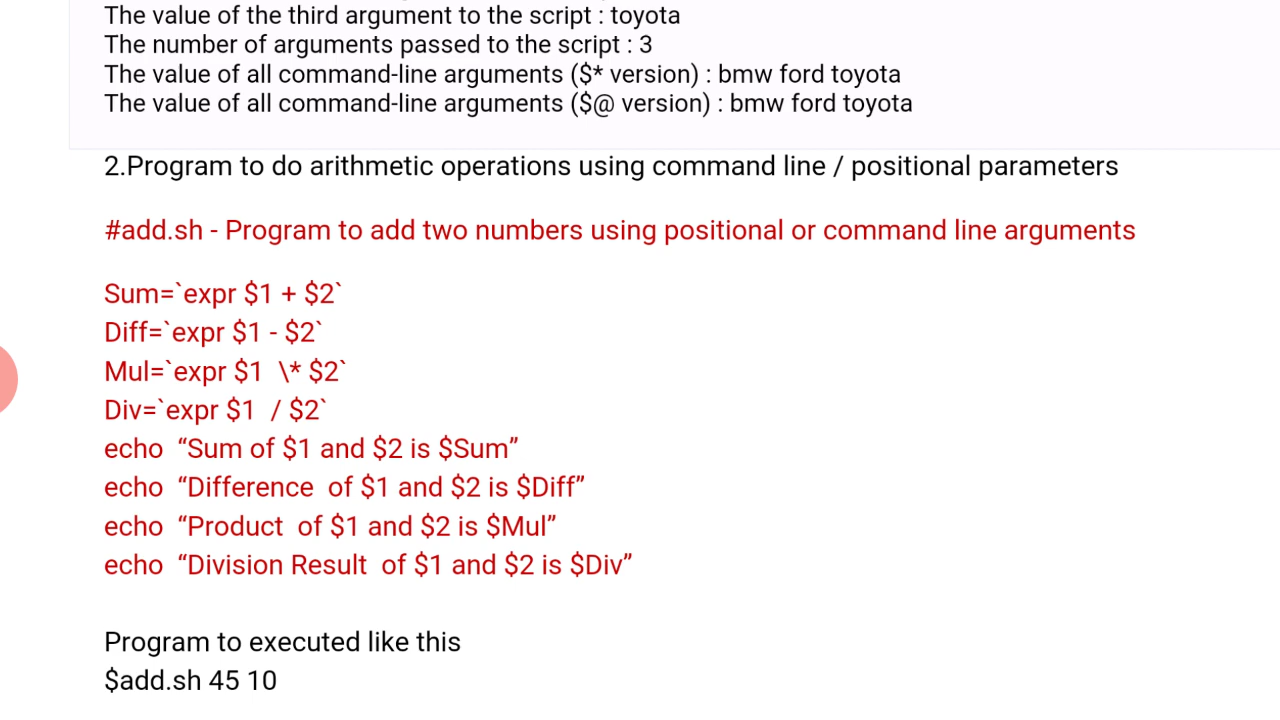 The value of the third argument to the script : toyota
The number of arguments passed to the script : 3
The value of all command-line arguments ($* version) : bmw ford toyota
The value of all command-line arguments ($@ version) : bmw ford toyota
2.Program to do arithmetic operations using command line / positional parameters
#add.sh - Program to add two numbers using positional or command line arguments
Sum=`expr $1 + $2`
Diff=`expr $1 - $2`
Mul=`expr $1  \* $2`
Div=`expr $1  / $2`
echo  “Sum of $1 and $2 is $Sum”
echo  “Difference  of $1 and $2 is $Diff”
echo  “Product  of $1 and $2 is $Mul”
echo  “Division Result  of $1 and $2 is $Div”
Program to executed like this
$add.sh 45 10